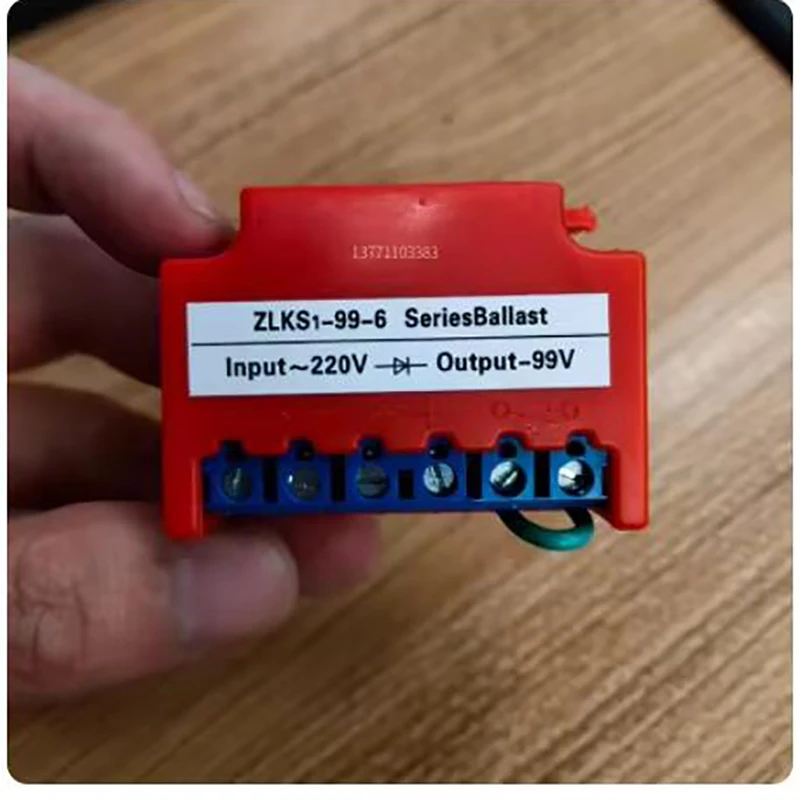 13771103383
ZLKS1-99-6 SeriesBallast
Input~220V Output-99V